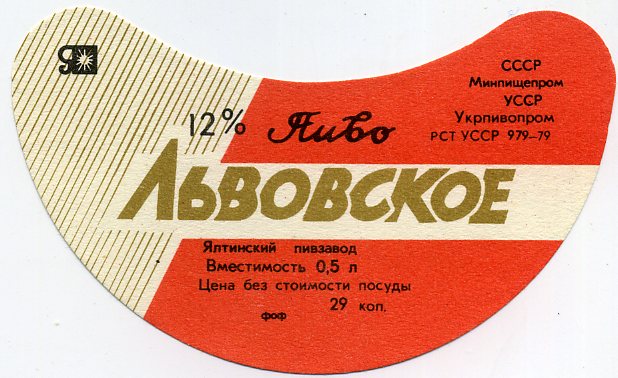 СССР
Минпищепром
УССР
Укрпивопром
РСТ УССР 979-79
12% Пиво
ЛЬВОВСКОЕ
Ялтинский пивзавод
Вместимость 0,5 л
Цена без стоимости посуды
29 коп.
фоф